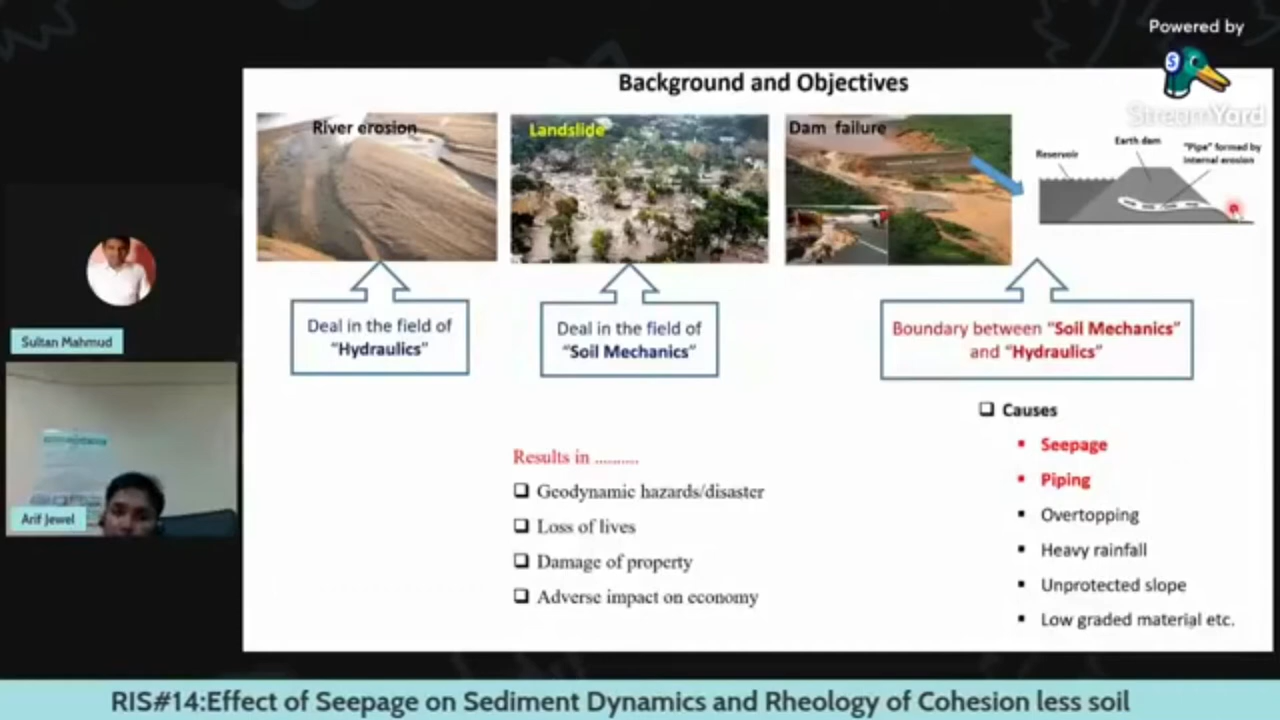 Powered by
StreamYard
Background and Objectives
River erosion
Landslide
Dam failure
Reservoir
Earth dam
"Pipe" formed by
internal erosion
Deal in the field of
"Hydraulics"
Deal in the field of
"Soil Mechanics"
Boundary between "Soil Mechanics"
and "Hydraulics"
Results in ..........
Geodynamic hazards/disaster
Loss of lives
Damage of property
Adverse impact on economy
Causes
Seepage
Piping
Overtopping
Heavy rainfall
Unprotected slope
Low graded material etc.
Sultan Mahmud
Arif Jewel
RIS#14:Effect of Seepage on Sediment Dynamics and Rheology of Cohesion less soil